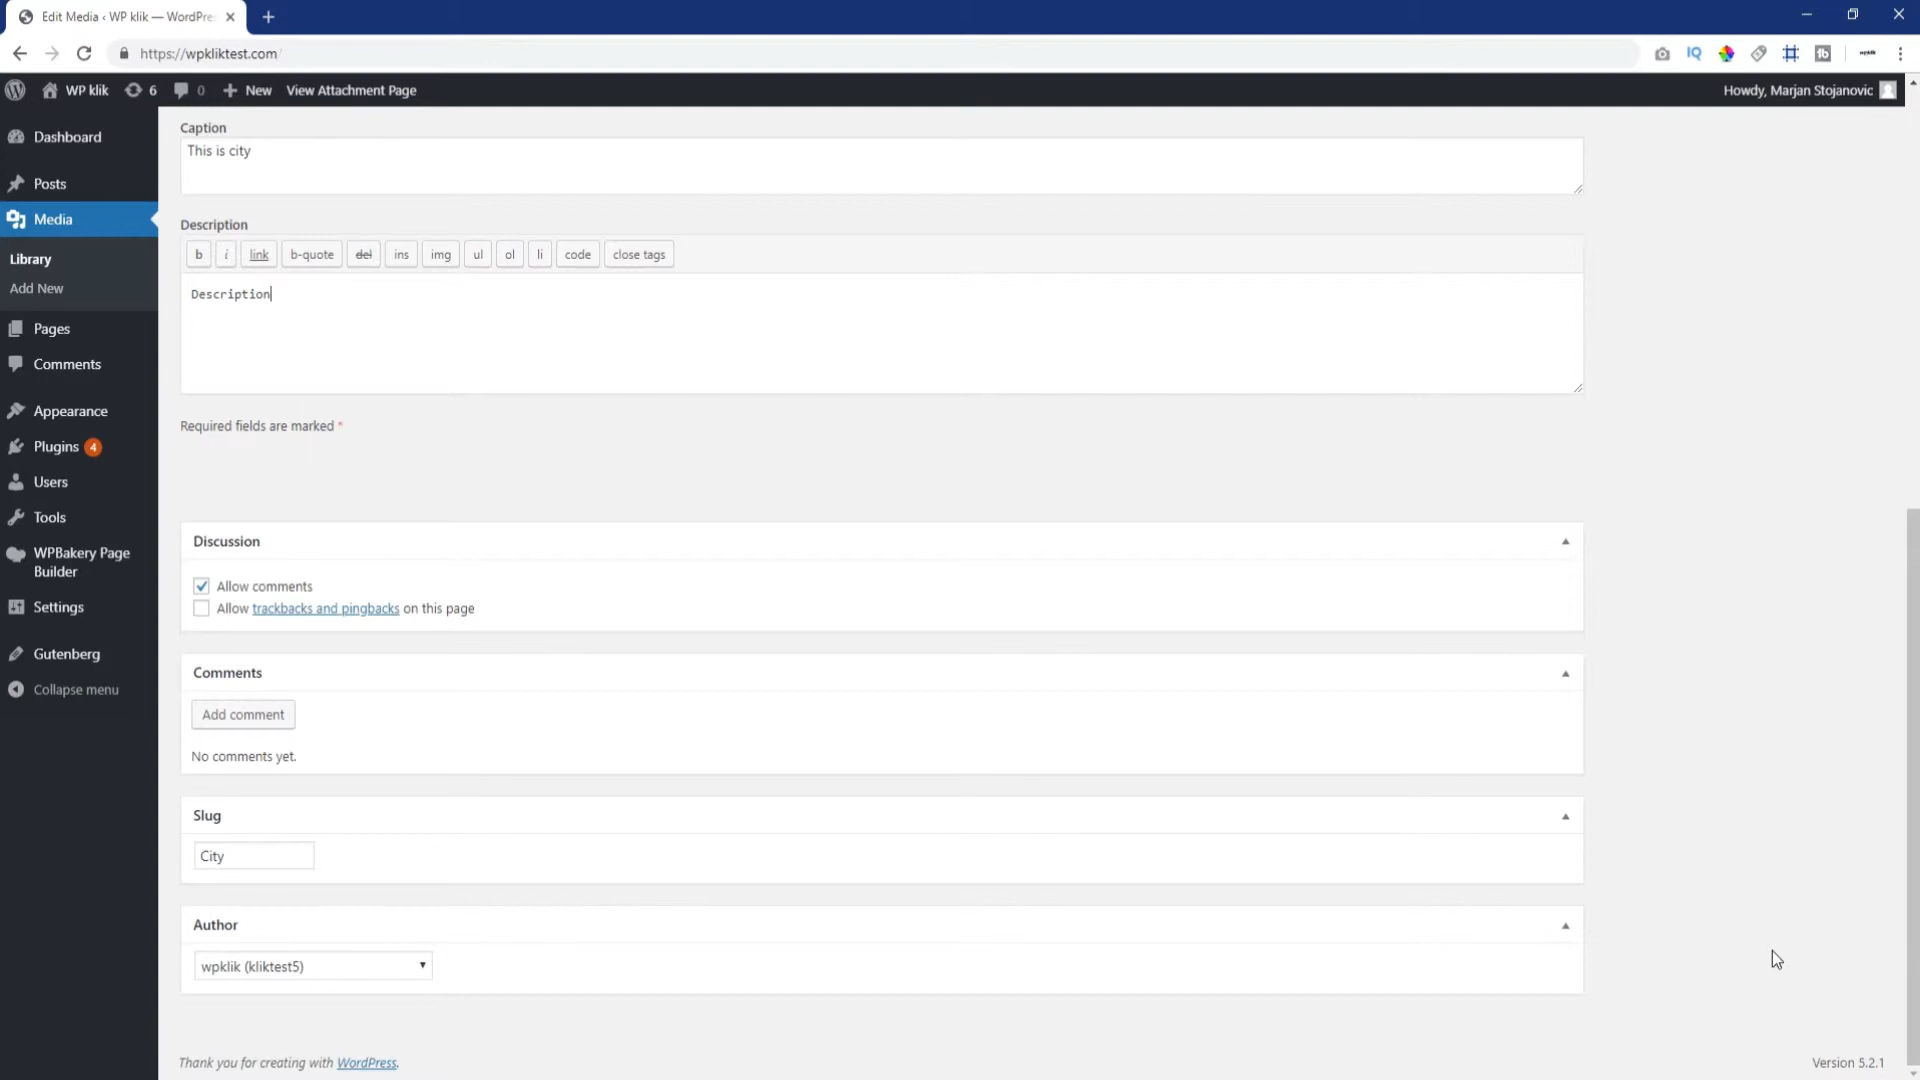 Edit Media ‹ WP klik — WordPre
https://wpkliktest.com
WP klik
6
0
New
View Attachment Page
Howdy, Marjan Stojanovic
Dashboard
Posts
Media
Library
Add New
Pages
Comments
Appearance
Plugins 4
Users
Tools
WPBakery Page
Builder
Settings
Gutenberg
Collapse menu
Caption
This is city
Description
b i link b-quote del ins img ul ol li code close tags
Description
Required fields are marked *
Discussion
Allow comments
Allow trackbacks and pingbacks on this page
Comments
Add comment
No comments yet.
Slug
City
Author
wpklik (kliktest5)
Thank you for creating with WordPress.
Version 5.2.1